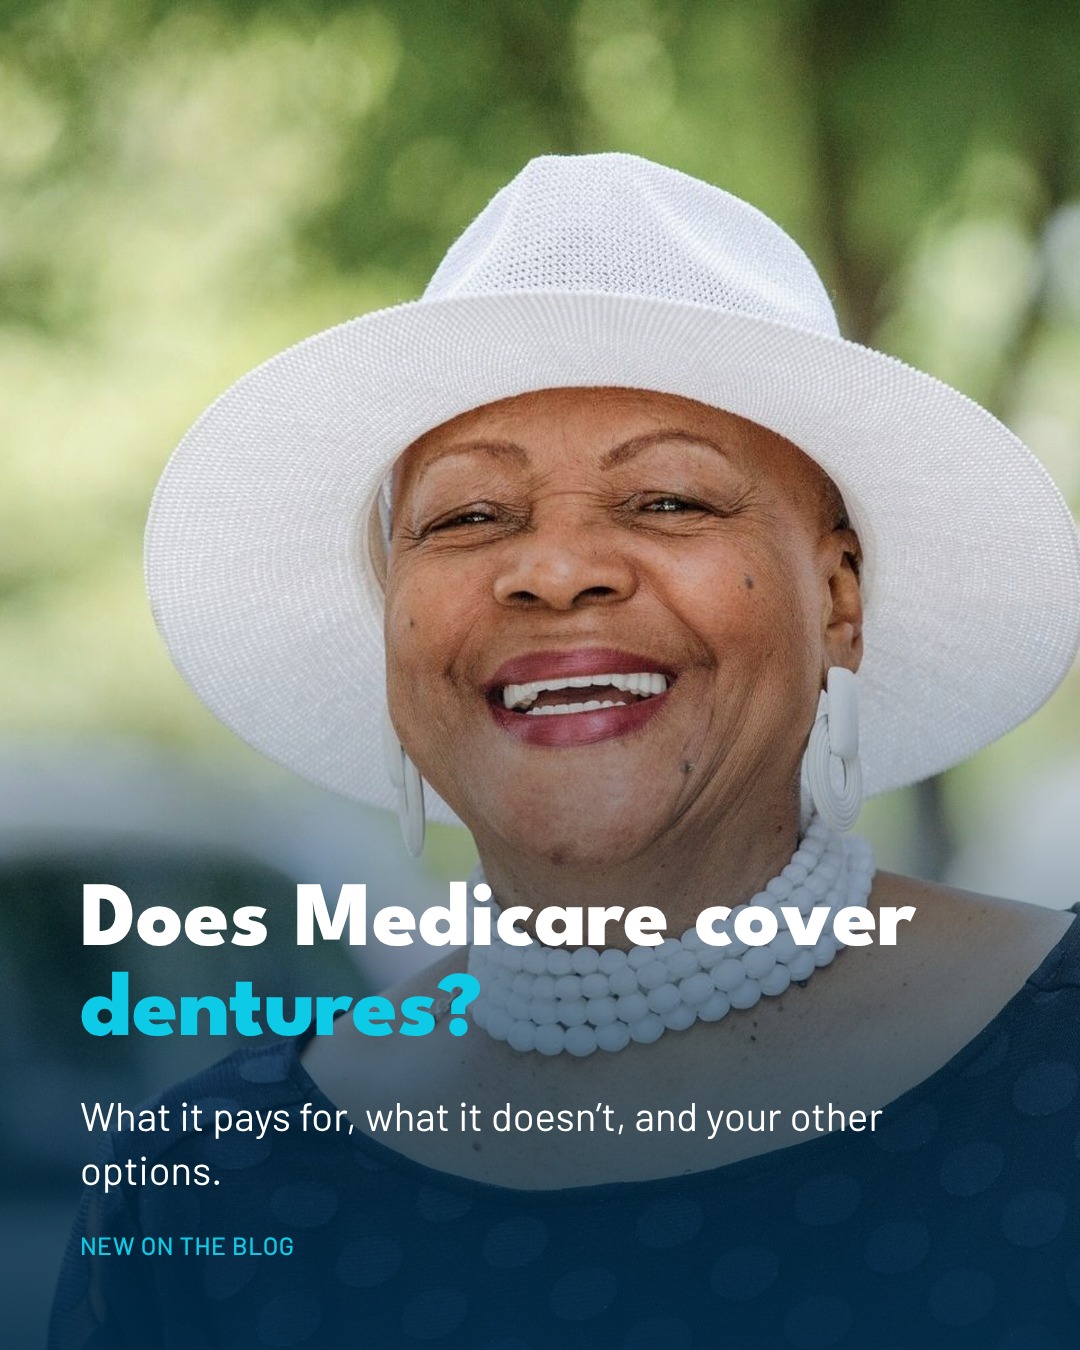 Does Medicare cover
dentures?
What it pays for, what it doesn’t, and your other
options.
NEW ON THE BLOG